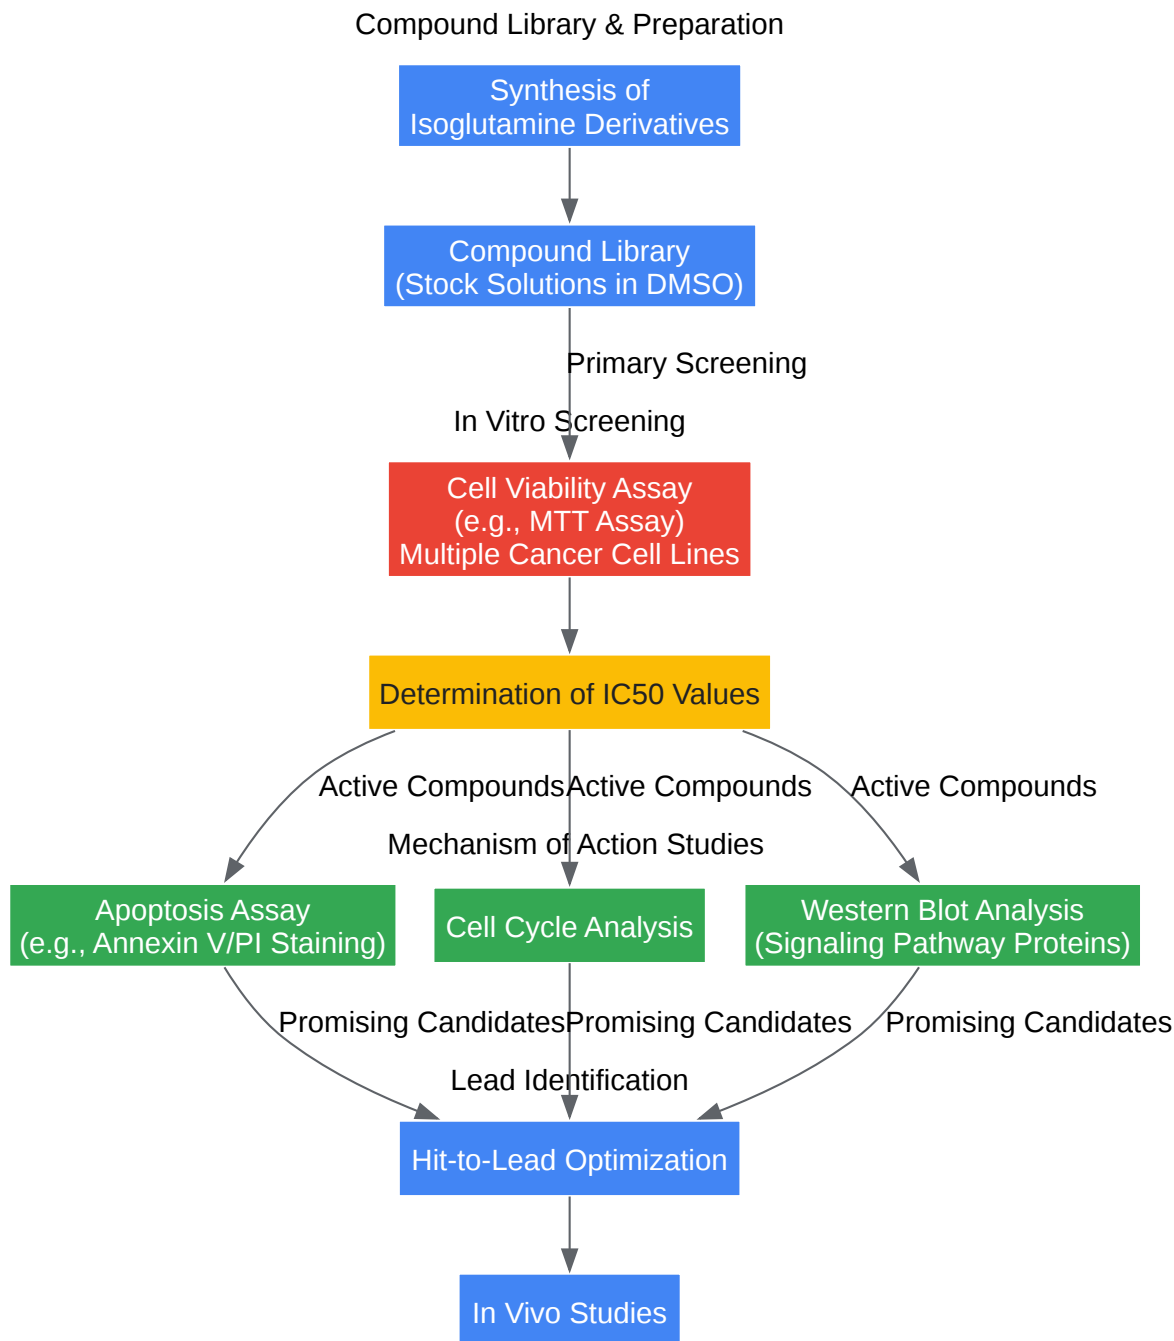 Compound Library & Preparation
Synthesis of
Isoglutamine Derivatives
Compound Library
(Stock Solutions in DMSO)
Primary Screening
In Vitro Screening
Cell Viability Assay
(e.g., MTT Assay)
Multiple Cancer Cell Lines
Determination of IC50 Values
Active Compounds
Active Compounds
Active Compounds
Mechanism of Action Studies
Apoptosis Assay
(e.g., Annexin V/PI Staining)
Cell Cycle Analysis
Western Blot Analysis
(Signaling Pathway Proteins)
Promising Candidates
Promising Candidates
Promising Candidates
Lead Identification
Hit-to-Lead Optimization
In Vivo Studies